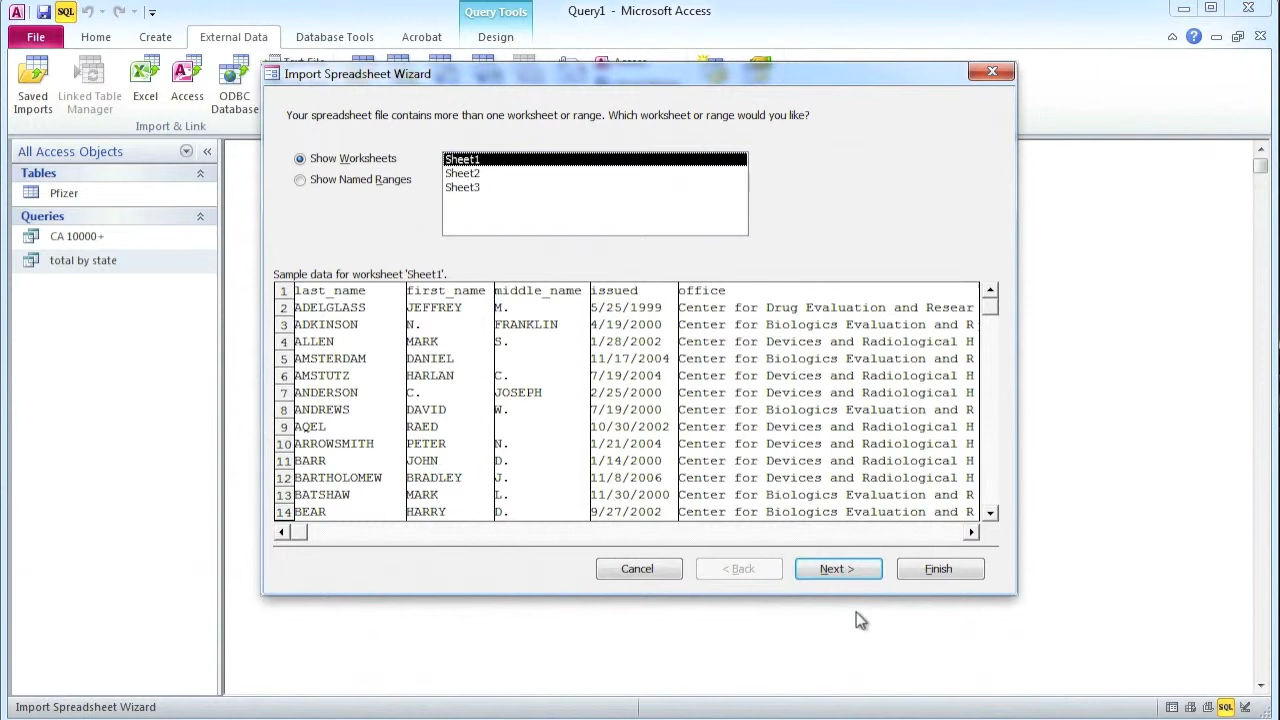 SQL
Query Tools
Query1 - Microsoft Access
File
Home
Create
External Data
Database Tools
Acrobat
Design
Saved Imports
Linked Table Manager
Excel
Access
ODBC Database
Import & Link
All Access Objects
Tables
Pfizer
Queries
CA 10000+
total by state
Import Spreadsheet Wizard
Your spreadsheet file contains more than one worksheet or range. Which worksheet or range would you like?
Show Worksheets
Show Named Ranges
Sheet1
Sheet2
Sheet3
Sample data for worksheet 'Sheet1'.
1 last_name first_name middle_name issued office
2 ADELGLASS JEFFREY M. 5/25/1999 Center for Drug Evaluation and Resear
3 ADKINSON N. FRANKLIN 4/19/2000 Center for Biologics Evaluation and R
4 ALLEN MARK S. 1/28/2002 Center for Devices and Radiological H
5 AMSTERDAM DANIEL 11/17/2004 Center for Biologics Evaluation and R
6 AMSTUTZ HARLAN C. 7/19/2004 Center for Devices and Radiological H
7 ANDERSON C. JOSEPH 2/25/2000 Center for Devices and Radiological H
8 ANDREWS DAVID W. 7/19/2000 Center for Biologics Evaluation and R
9 AQEL RAED 10/30/2002 Center for Devices and Radiological H
10 ARROWSMITH PETER N. 1/21/2004 Center for Devices and Radiological H
11 BARR JOHN D. 1/14/2000 Center for Devices and Radiological H
12 BARTHOLOMEW BRADLEY J. 11/8/2006 Center for Devices and Radiological H
13 BATSHAW MARK L. 11/30/2000 Center for Biologics Evaluation and R
14 BEAR HARRY D. 9/27/2002 Center for Biologics Evaluation and R
Cancel
< Back
Next >
Finish
Import Spreadsheet Wizard
SQL